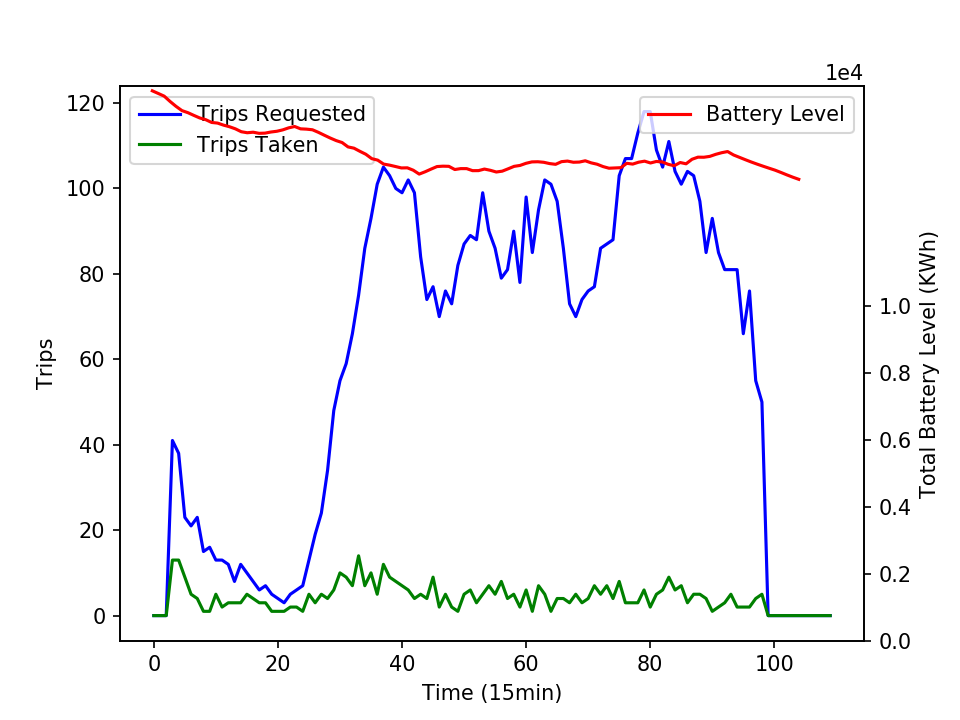 1e4
Trips Requested
Trips Taken
Battery Level
120
100
80
60
40
20
0
Trips
1.0
0.8
0.6
0.4
0.2
0.0
Total Battery Level (KWh)
0 20 40 60 80 100
Time (15min)